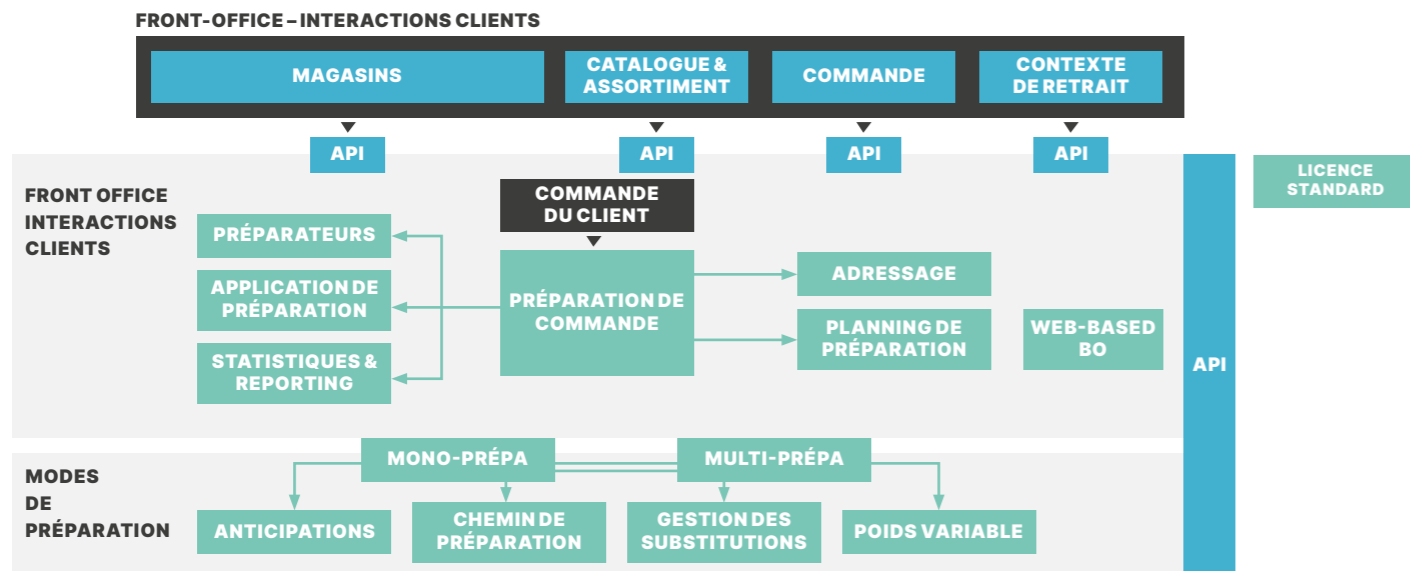 FRONT-OFFICE – INTERACTIONS CLIENTS
MAGASINS
CATALOGUE &
ASSORTIMENT
COMMANDE
CONTEXTE
DE RETRAIT
API
API
API
API
FRONT OFFICE
INTERACTIONS
CLIENTS
COMMANDE
DU CLIENT
LICENCE
STANDARD
PRÉPARATEURS
APPLICATION DE
PRÉPARATION
STATISTIQUES &
REPORTING
PRÉPARATION DE
COMMANDE
ADRESSAGE
PLANNING DE
PRÉPARATION
WEB-BASED
BO
API
MODES
DE
PRÉPARATION
MONO-PRÉPA
MULTI-PRÉPA
ANTICIPATIONS
CHEMIN DE
PRÉPARATION
GESTION DES
SUBSTITUTIONS
POIDS VARIABLE